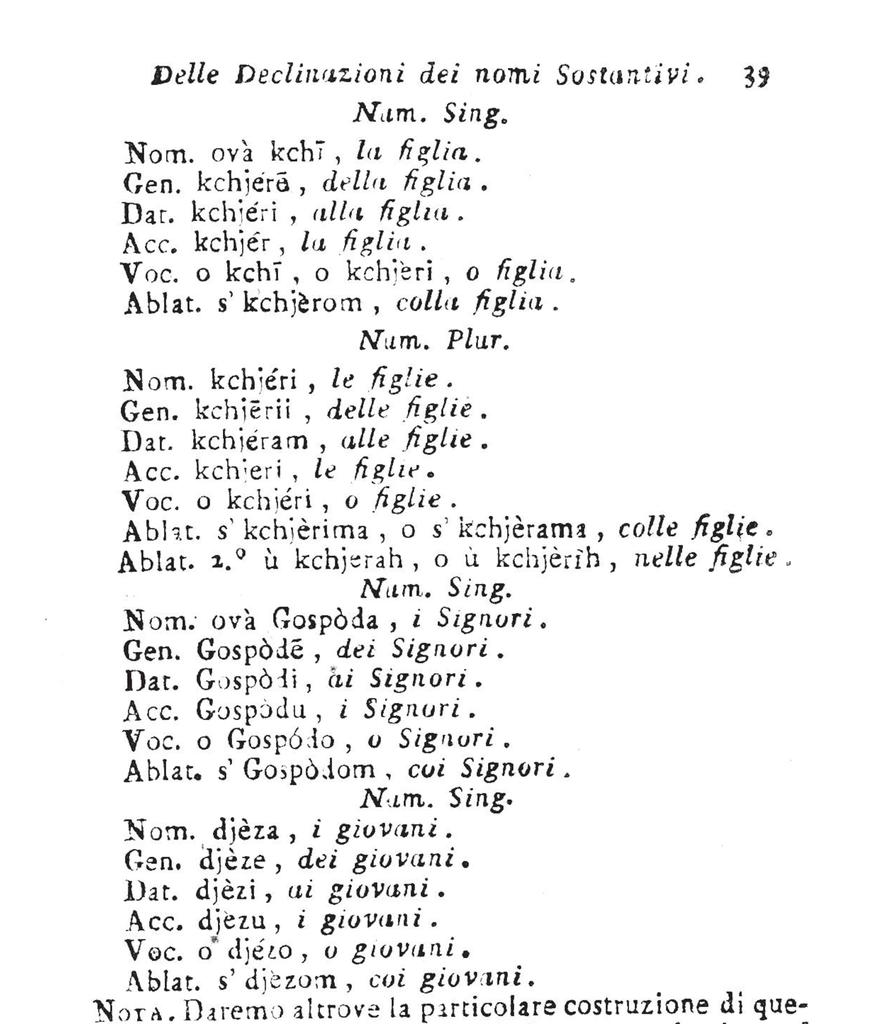 Delle Declinazioni dei nomi Sostantivi. 39
Num. Sing.
Nom. ovà kchī, la figlia.
Gen. kchjérā, della figlia.
Dat. kchjéri, alla figlia.
Acc. kchjér, la figlia.
Voc. o kchī, o kchjèri, o figlia.
Ablat. s' kchjèrom, colla figlia.
Num. Plur.
Nom. kchjéri, le figlie.
Gen. kchjērii, delle figlie.
Dat. kchjéram, alle figlie.
Acc. kchjeri, le figlie.
Voc. o kchjéri, o figlie.
Ablat. s' kchjèrima, o s' kchjèrama, colle figlie.
Ablat. 2.º ù kchjerah, o ù kchjèrih, nelle figlie.
Num. Sing.
Nom. ovà Gospòda, i Signori.
Gen. Gospòdē, dei Signori.
Dat. Gospòdi, ai Signori.
Acc. Gospòdu, i Signori.
Voc. o Gospódo, o Signori.
Ablat. s' Gospòdom, coi Signori.
Num. Sing.
Nom. djèza, i giovani.
Gen. djèze, dei giovani.
Dat. djèzi, ai giovani.
Acc. djèzu, i giovani.
Voc. o djézo, o giovani.
Ablat. s' djèzom, coi giovani.
NOTA. Daremo altrove la particolare costruzione di que-